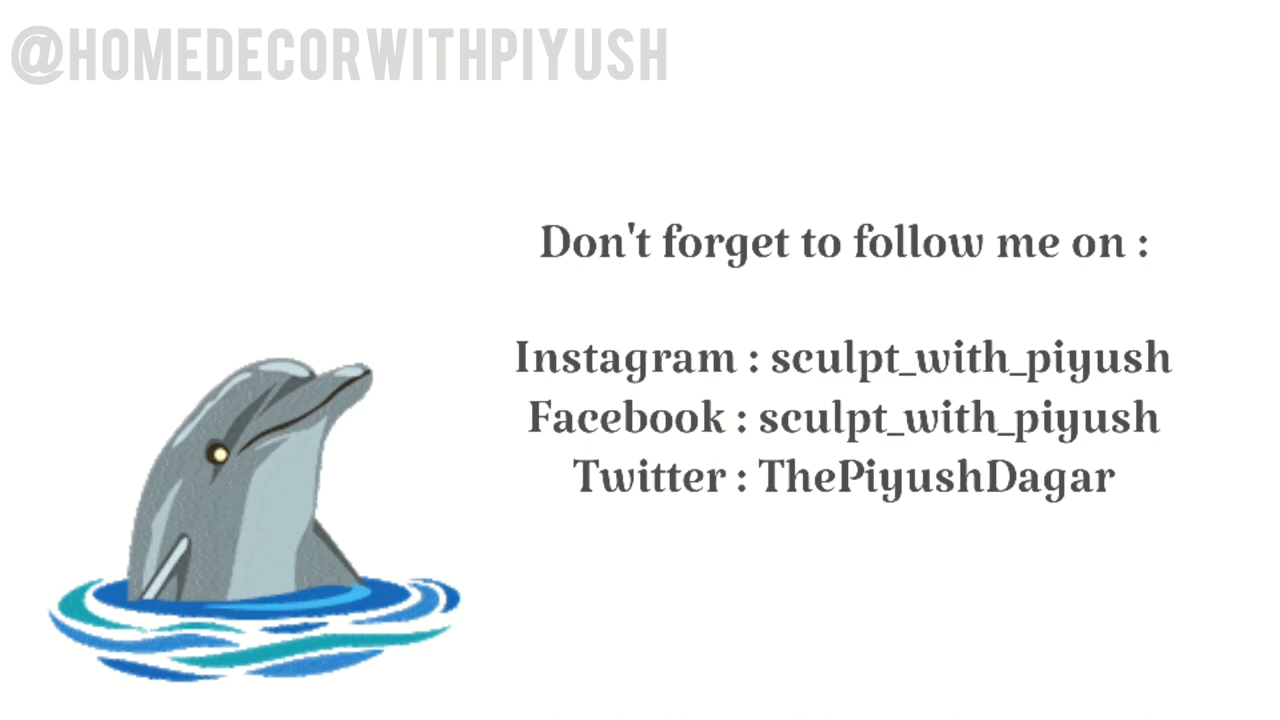 @HOMEDECORWITHPIYUSH
Don't forget to follow me on :
Instagram : sculpt_with_piyush
Facebook : sculpt_with_piyush
Twitter : ThePiyushDagar